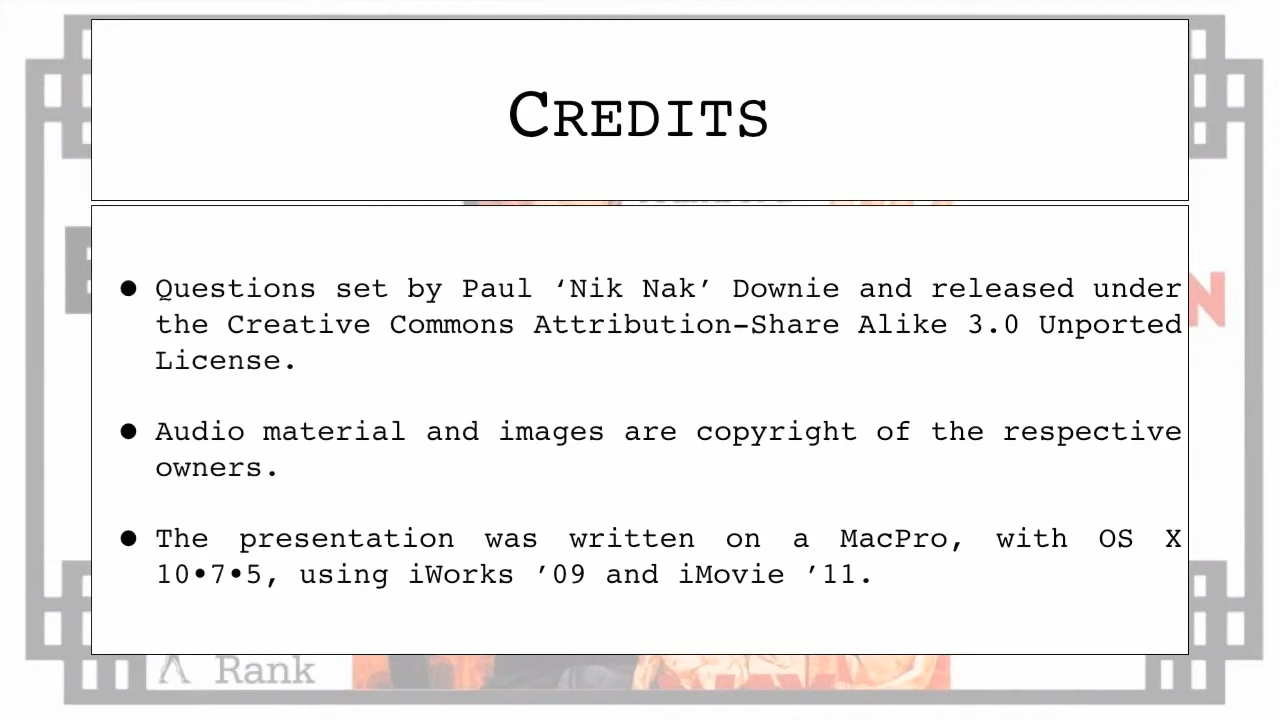 CREDITS
● Questions set by Paul ‘Nik Nak’ Downie and released under
the Creative Commons Attribution-Share Alike 3.0 Unported
License.
● Audio material and images are copyright of the respective
owners.
● The presentation was written on a MacPro, with OS X
10•7•5, using iWorks ’09 and iMovie ’11.
Rank